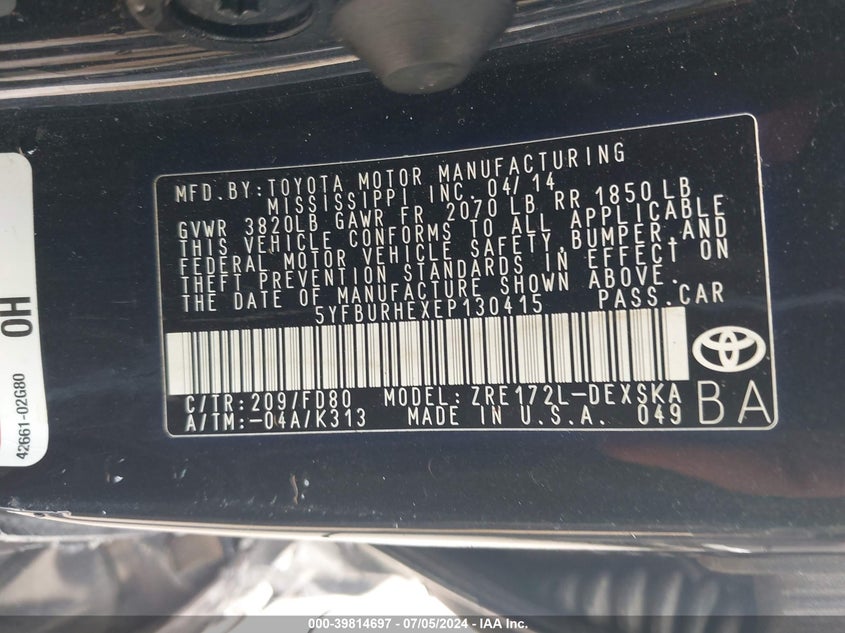 MFD.BY:TOYOTA MOTOR MANUFACTURING
MISSISSIPPI INC. 04/14
GVWR 3820LB GAWR FR 2070 LB RR 1850 LB
THIS VEHICLE CONFORMS TO ALL APPLICABLE
FEDERAL MOTOR VEHICLE SAFETY,BUMPER AND
THEFT PREVENTION STANDARDS IN EFFECT ON
THE DATE OF MANUFACTURE SHOWN ABOVE.
5YFBURHEXEP130415 PASS.CAR
C/TR:209/FD80 MODEL:ZRE172L-DEXSKA
A/TM:-04A/K313 MADE IN U.S.A. 049
BA
OH
42661-02G80
000-39814697 - 07/05/2024 - IAA Inc.